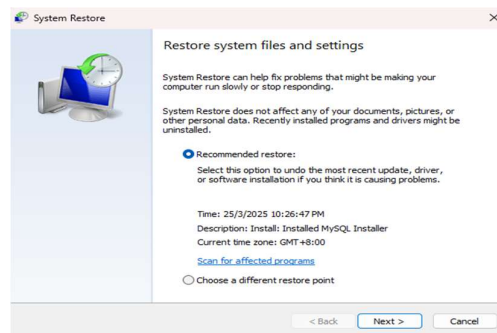 System Restore
Restore system files and settings
System Restore can help fix problems that might be making your
computer run slowly or stop responding.
System Restore does not affect any of your documents, pictures, or
other personal data. Recently installed programs and drivers might be
uninstalled.
Recommended restore:
Select this option to undo the most recent update, driver,
or software installation if you think it is causing problems.
Time: 25/3/2025 10:26:47 PM
Description: Install: Installed MySQL Installer
Current time zone: GMT+8:00
Scan for affected programs
Choose a different restore point
< Back Next > Cancel